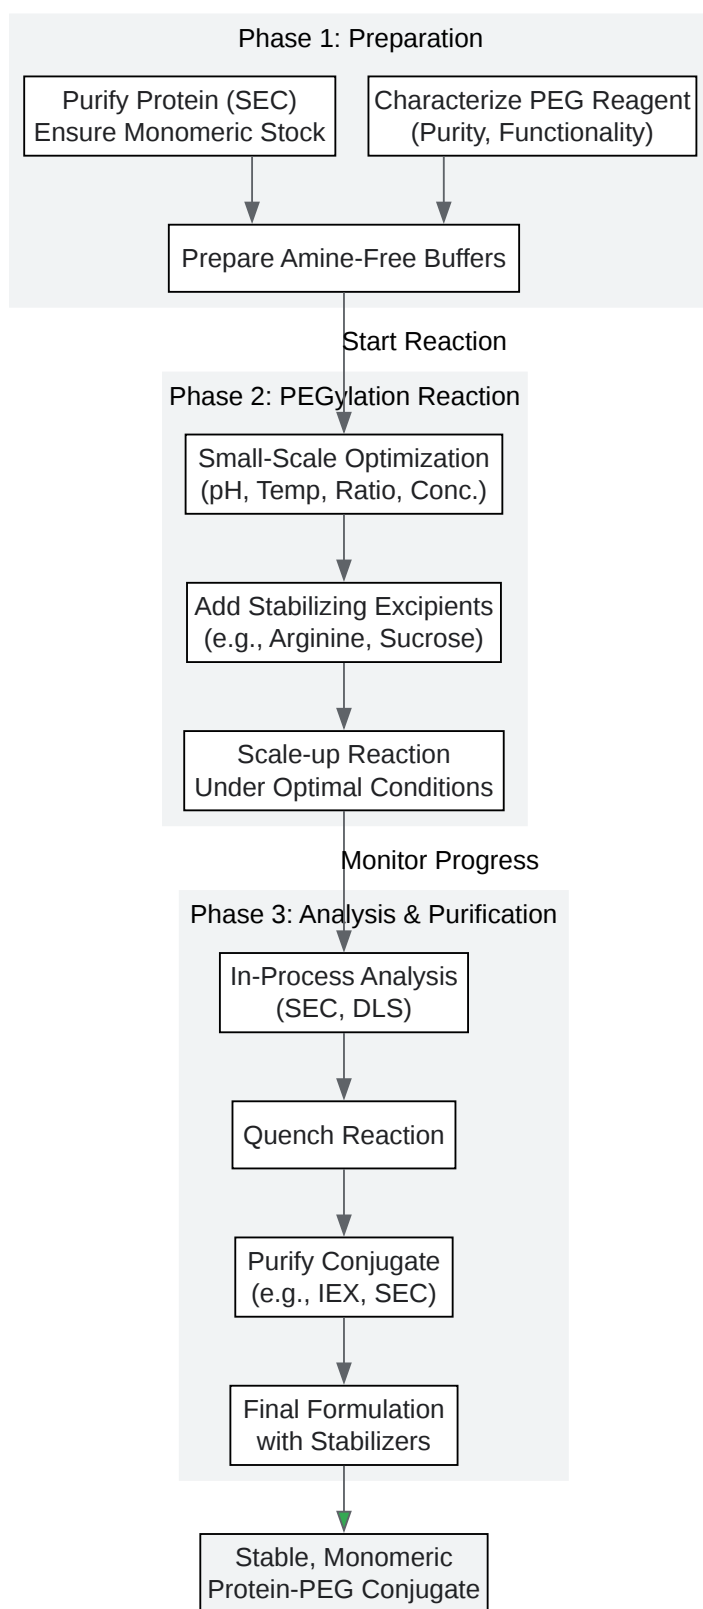 Phase 1: Preparation
Purify Protein (SEC)
Ensure Monomeric Stock
Characterize PEG Reagent
(Purity, Functionality)
Prepare Amine-Free Buffers
Start Reaction
Phase 2: PEGylation Reaction
Small-Scale Optimization
(pH, Temp, Ratio, Conc.)
Add Stabilizing Excipients
(e.g., Arginine, Sucrose)
Scale-up Reaction
Under Optimal Conditions
Monitor Progress
Phase 3: Analysis & Purification
In-Process Analysis
(SEC, DLS)
Quench Reaction
Purify Conjugate
(e.g., IEX, SEC)
Final Formulation
with Stabilizers
Stable, Monomeric
Protein-PEG Conjugate